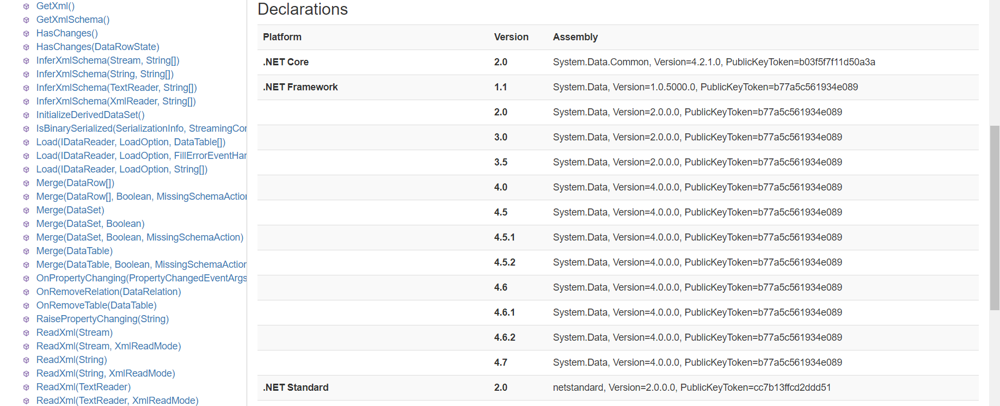 GetXml()
GetXmlSchema()
HasChanges()
HasChanges(DataRowState)
InferXmlSchema(Stream, String[])
InferXmlSchema(String, String[])
InferXmlSchema(TextReader, String[])
InferXmlSchema(XmlReader, String[])
InitializeDerivedDataSet()
IsBinarySerialized(SerializationInfo, StreamingCor
Load(IDataReader, LoadOption, DataTable[])
Load(IDataReader, LoadOption, FillErrorEventHar
Load(IDataReader, LoadOption, String[])
Merge(DataRow[])
Merge(DataRow[], Boolean, MissingSchemaAction
Merge(DataSet)
Merge(DataSet, Boolean)
Merge(DataSet, Boolean, MissingSchemaAction)
Merge(DataTable)
Merge(DataTable, Boolean, MissingSchemaAction
OnPropertyChanging(PropertyChangedEventArgs
OnRemoveRelation(DataRelation)
OnRemoveTable(DataTable)
RaisePropertyChanging(String)
ReadXml(Stream)
ReadXml(Stream, XmlReadMode)
ReadXml(String)
ReadXml(String, XmlReadMode)
ReadXml(TextReader)
ReadXml(TextReader, XmlReadMode)
Declarations
Platform Version Assembly
.NET Core 2.0 System.Data.Common, Version=4.2.1.0, PublicKeyToken=b03f5f7f11d50a3a
.NET Framework 1.1 System.Data, Version=1.0.5000.0, PublicKeyToken=b77a5c561934e089
2.0 System.Data, Version=2.0.0.0, PublicKeyToken=b77a5c561934e089
3.0 System.Data, Version=2.0.0.0, PublicKeyToken=b77a5c561934e089
3.5 System.Data, Version=2.0.0.0, PublicKeyToken=b77a5c561934e089
4.0 System.Data, Version=4.0.0.0, PublicKeyToken=b77a5c561934e089
4.5 System.Data, Version=4.0.0.0, PublicKeyToken=b77a5c561934e089
4.5.1 System.Data, Version=4.0.0.0, PublicKeyToken=b77a5c561934e089
4.5.2 System.Data, Version=4.0.0.0, PublicKeyToken=b77a5c561934e089
4.6 System.Data, Version=4.0.0.0, PublicKeyToken=b77a5c561934e089
4.6.1 System.Data, Version=4.0.0.0, PublicKeyToken=b77a5c561934e089
4.6.2 System.Data, Version=4.0.0.0, PublicKeyToken=b77a5c561934e089
4.7 System.Data, Version=4.0.0.0, PublicKeyToken=b77a5c561934e089
.NET Standard 2.0 netstandard, Version=2.0.0.0, PublicKeyToken=cc7b13ffcd2ddd51